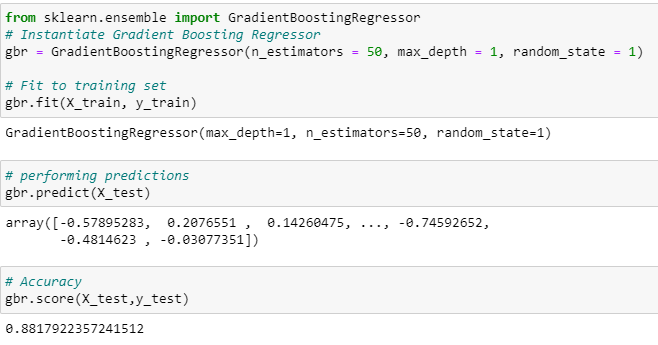 from sklearn.ensemble import GradientBoostingRegressor
# Instantiate Gradient Boosting Regressor
gbr = GradientBoostingRegressor(n_estimators = 50, max_depth = 1, random_state = 1)
# Fit to training set
gbr.fit(X_train, y_train)
GradientBoostingRegressor(max_depth=1, n_estimators=50, random_state=1)
# performing predictions
gbr.predict(X_test)
array([-0.57895283,  0.2076551 ,  0.14260475, ..., -0.74592652,
       -0.4814623 , -0.03077351])
# Accuracy
gbr.score(X_test,y_test)
0.8817922357241512